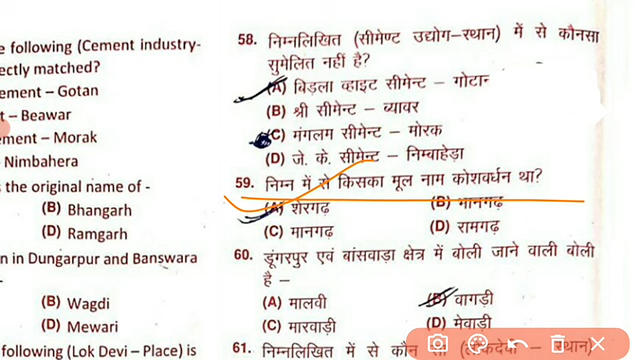 e following (Cement industry-
ectly matched?
ement – Gotan
t – Beawar
ment – Morak
Nimbahera
the original name of -
(B) Bhangarh
(D) Ramgarh
n in Dungarpur and Banswara
–
(B) Wagdi
(D) Mewari
following (Lok Devi – Place) is
58. निम्नलिखित (सीमेण्ट उद्योग–स्थान) में से कौनसा
सुमेलित नहीं है?
(A) बिड़ला व्हाइट सीमेन्ट – गोटान
(B) श्री सीमेन्ट – ब्यावर
(C) मंगलम सीमेन्ट – मोरक
(D) जे. के. सीमेन्ट – निम्बाहेड़ा
59. निम्न में से किसका मूल नाम कोशवर्धन था?
(A) शेरगढ़ (B) भानगढ़
(C) मानगढ़ (D) रामगढ़
60. डूंगरपुर एवं बांसवाड़ा क्षेत्र में बोली जाने वाली बोली
है –
(A) मालवी (B) वागड़ी
(C) मारवाड़ी (D) मेवाड़ी
61. निम्नलिखित में से कौन – स्थान)